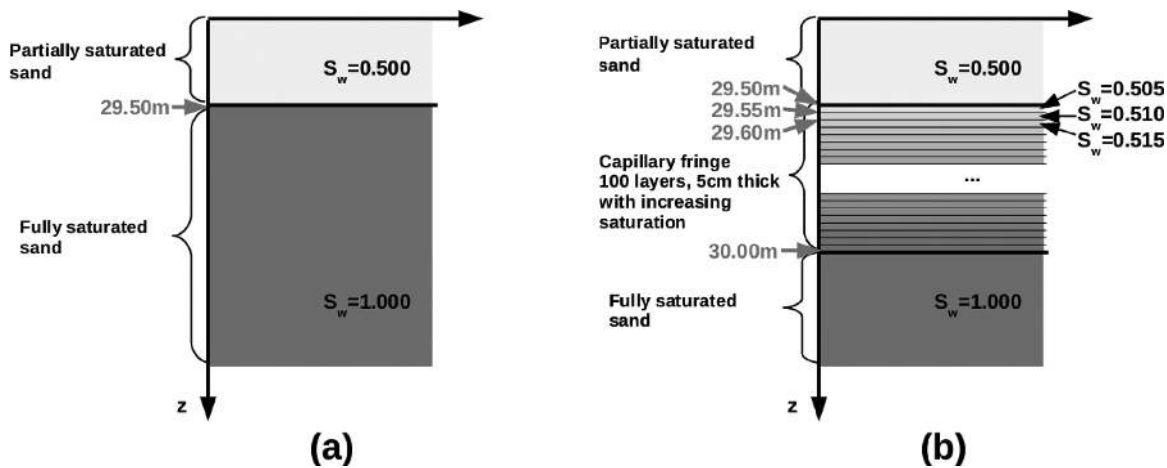 Partially saturated
sand
S_w=0.500
29.50m
Fully saturated
sand
S_w=1.000
z
(a)
Partially saturated
sand
S_w=0.500
29.50m
29.55m
29.60m
S_w=0.505
S_w=0.510
S_w=0.515
Capillary fringe
100 layers, 5cm thick
with increasing
saturation
...
30.00m
Fully saturated
sand
S_w=1.000
z
(b)